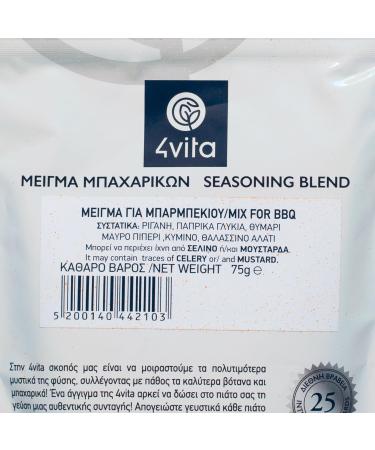 4vita
ΜΕΙΓΜΑ ΜΠΑΧΑΡΙΚΩΝ SEASONING BLEND
ΜΕΙΓΜΑ ΓΙΑ ΜΠΑΡΜΠΕΚΙΟΥ/MIX FOR BBQ
ΣΥΣΤΑΤΙΚΑ: ΡΙΓΑΝΗ, ΠΑΠΡΙΚΑ ΓΛΥΚΙΑ, ΘΥΜΑΡΙ
ΜΑΥΡΟ ΠΙΠΕΡΙ ,ΚΥΜΙΝΟ, ΘΑΛΑΣΣΙΝΟ ΑΛΑΤΙ
Μπορεί να περιέχει ίχνη από ΣΕΛΙΝΟ ή/και ΜΟΥΣΤΑΡΔΑ.
It may contain traces of CELERY or/ and MUSTARD.
ΚΑΘΑΡΟ ΒΑΡΟΣ /NET WEIGHT 75g e
5 200140 442103
Στην 4vita σκοπός μας είναι να μοιραστούμε τα πολυτιμότερα
μυστικά της φύσης, συλλέγοντας με πάθος τα καλύτερα βότανα και
μπαχαρικά! Ένα άγγιγμα της 4vita αρκεί να δώσει στο πιάτο σας τη
γεύση μιας αυθεντικής συνταγής! Απογειώστε γευστικά κάθε πιάτο
25